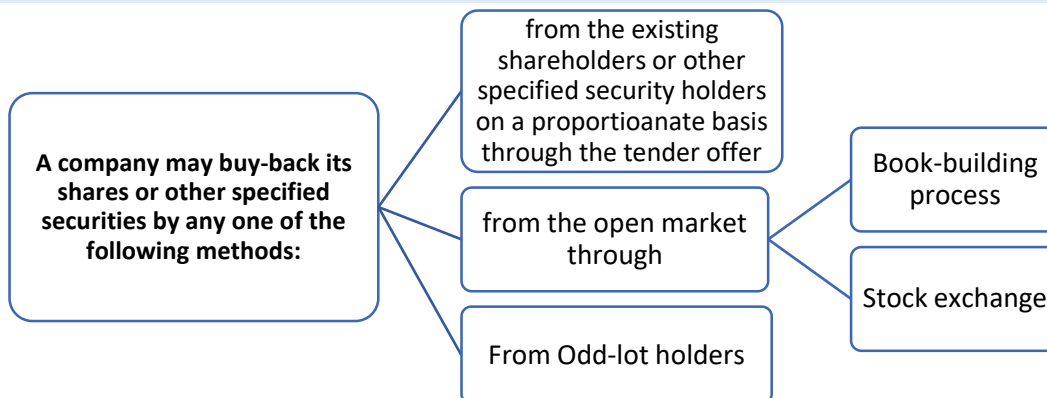 A company may buy-back its
shares or other specified
securities by any one of the
following methods:
from the existing
shareholders or other
specified security holders
on a proportioanate basis
through the tender offer
from the open market
through
Book-building
process
Stock exchange
From Odd-lot holders